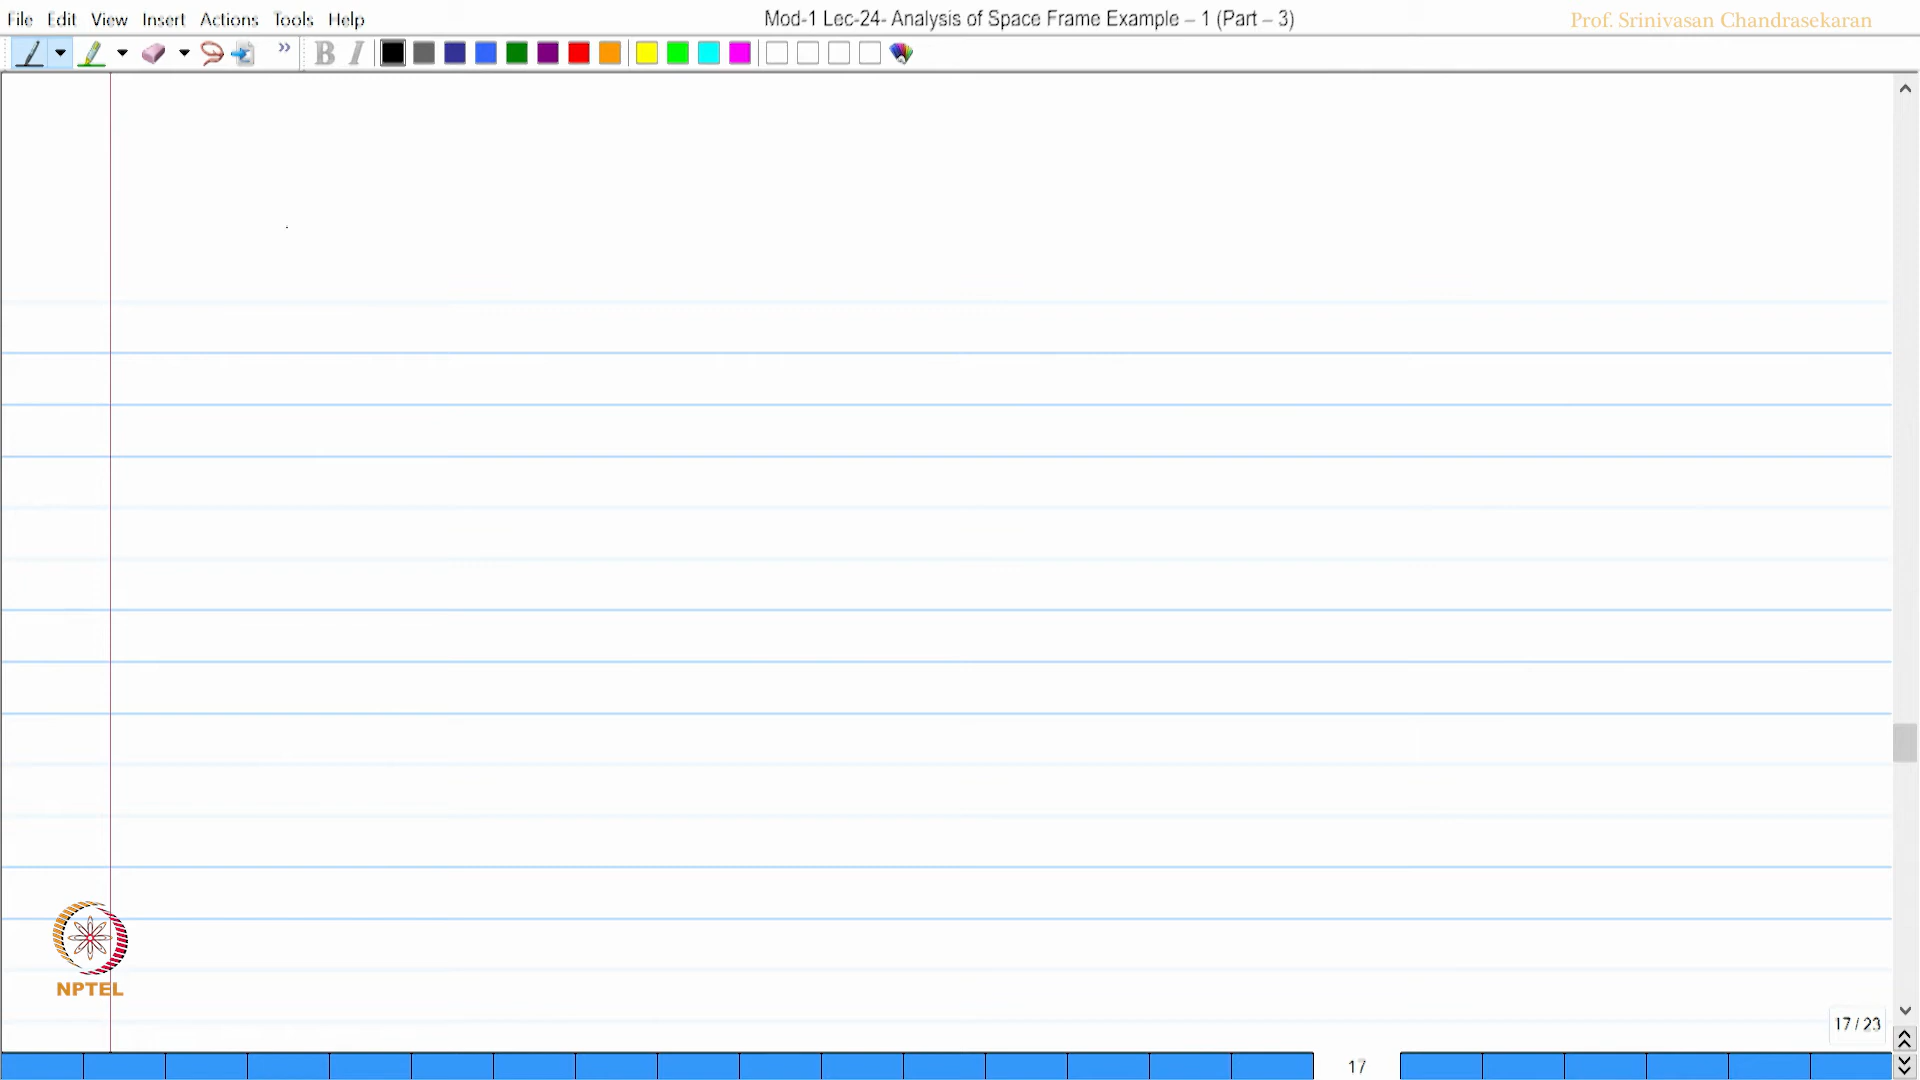 File Edit View Insert Actions Tools Help
Mod-1 Lec-24- Analysis of Space Frame Example – 1 (Part – 3)
Prof. Srinivasan Chandrasekaran
B I
NPTEL
17 / 23
17